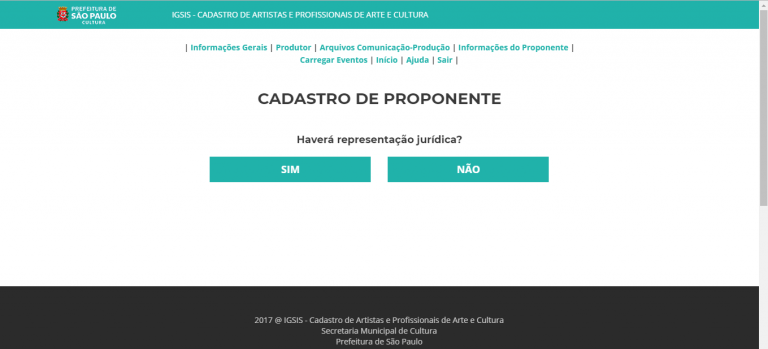 PREFEITURA DE
SÃO PAULO
CULTURA
IGSIS - CADASTRO DE ARTISTAS E PROFISSIONAIS DE ARTE E CULTURA
| Informações Gerais | Produtor | Arquivos Comunicação-Produção | Informações do Proponente |
Carregar Eventos | Início | Ajuda | Sair |
CADASTRO DE PROPONENTE
Haverá representação jurídica?
SIM
NÃO
2017 @ IGSIS - Cadastro de Artistas e Profissionais de Arte e Cultura
Secretaria Municipal de Cultura
Prefeitura de São Paulo